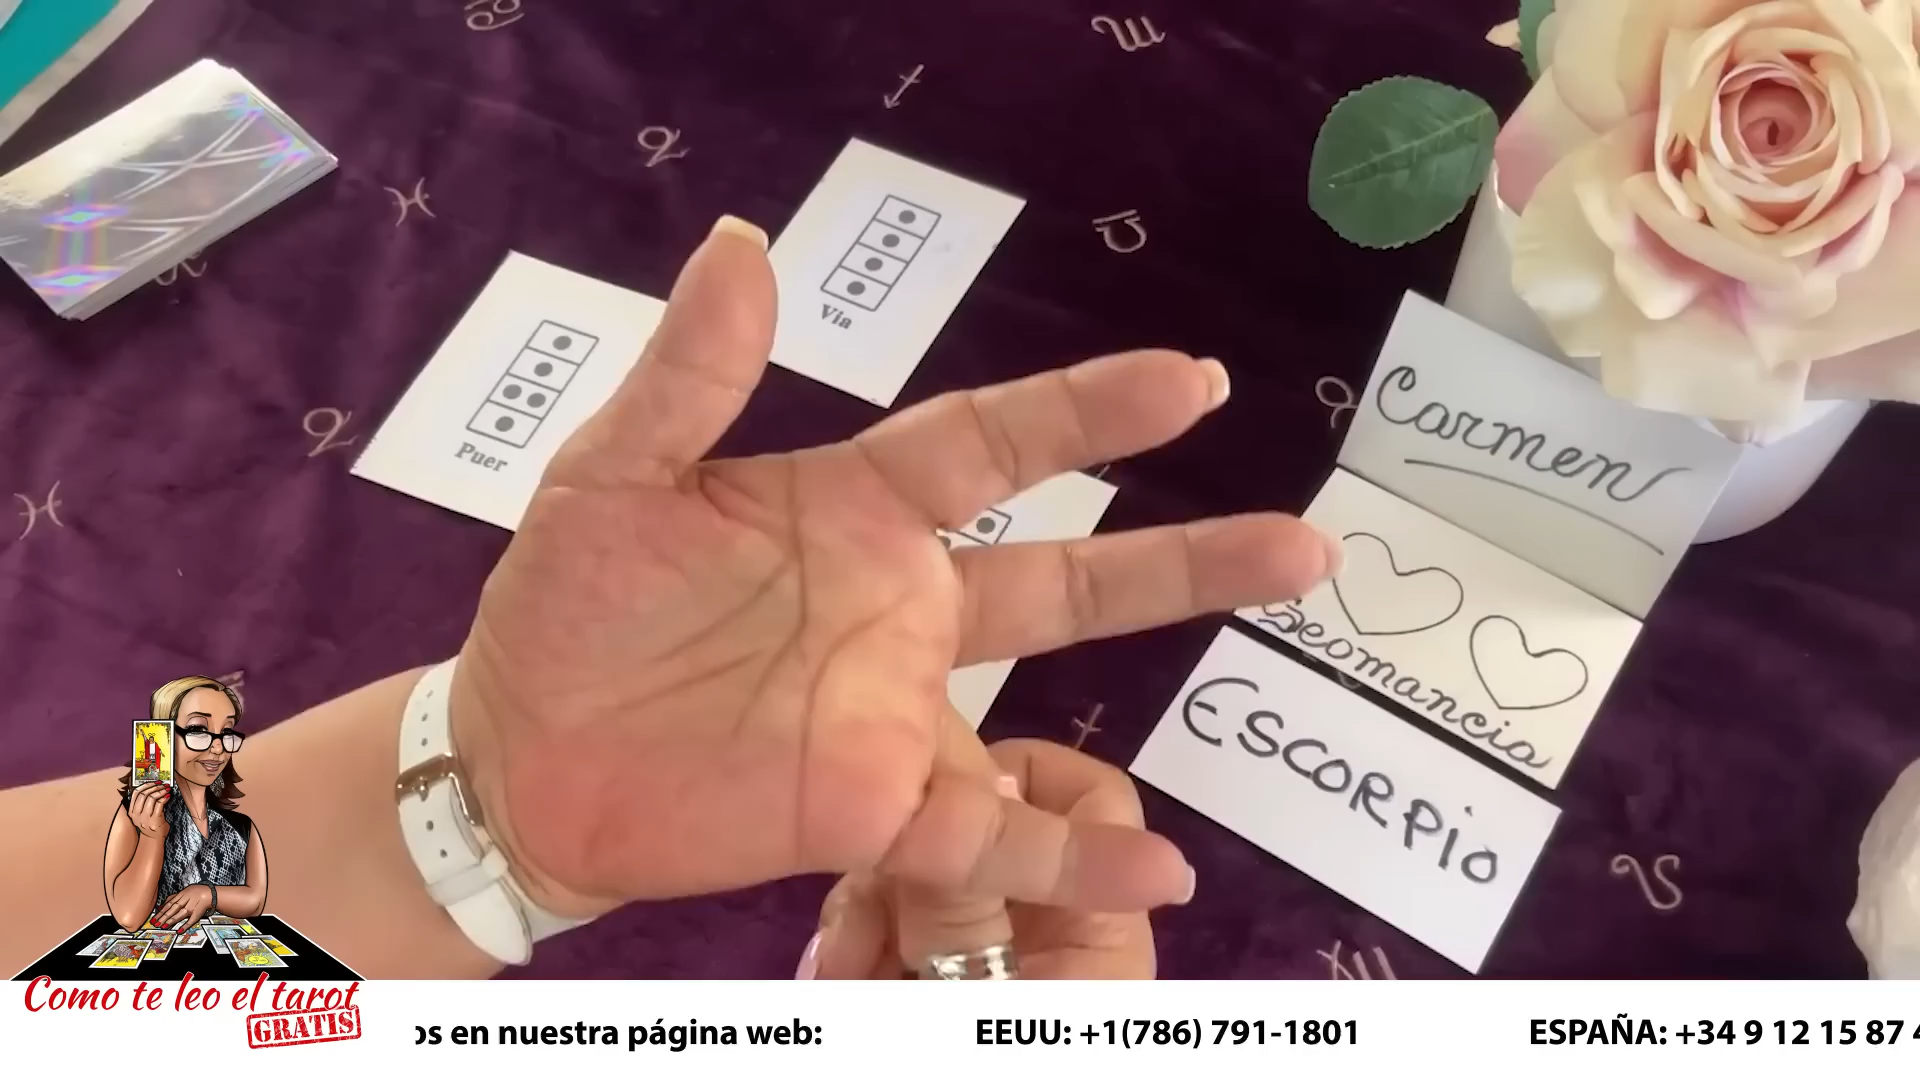 Via
Puer
Carmen
Geomancia
ESCORPiO
Como te leo el tarot
GRATIS
os en nuestra página web:
EEUU: +1(786) 791-1801
ESPAÑA: +34 9 12 15 87 4